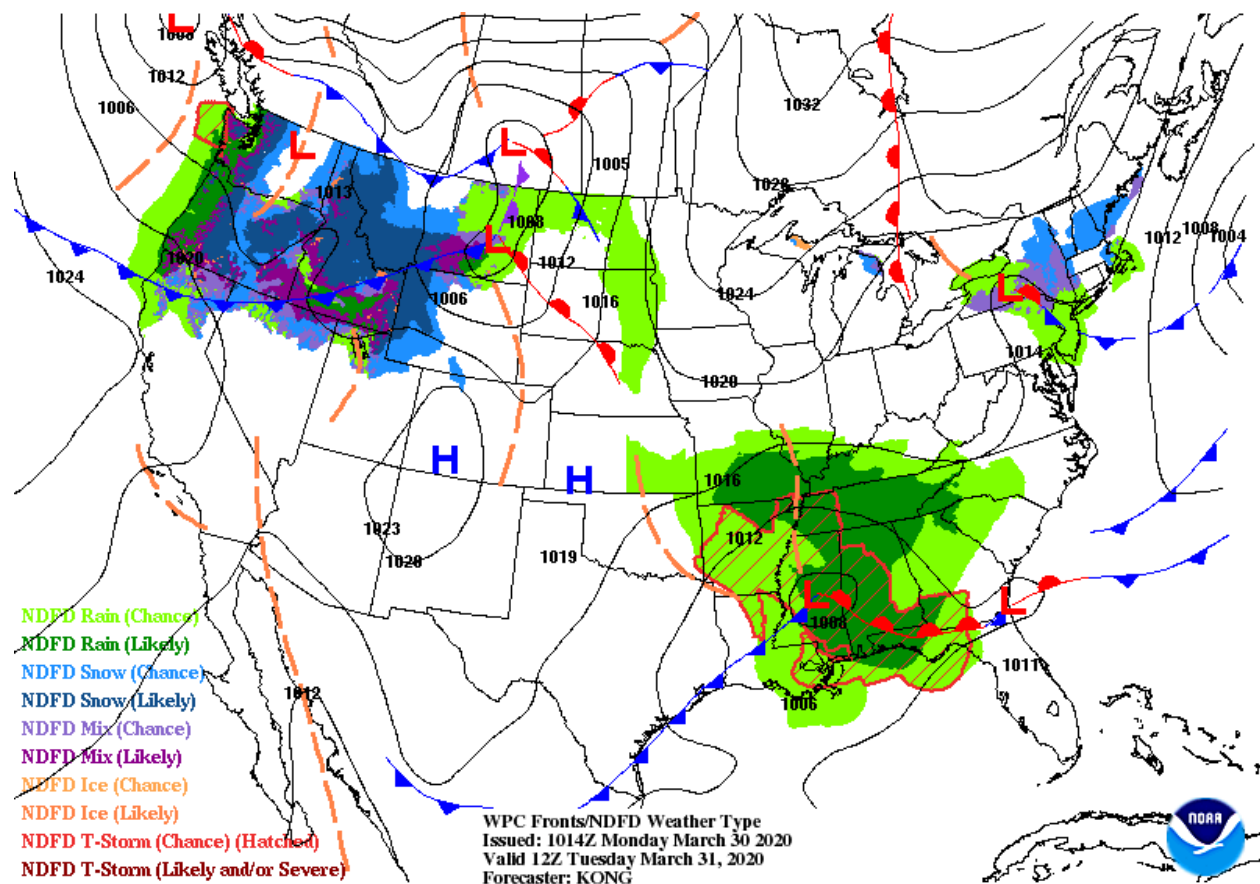 L
1008
1012
1006
1032
L
L
1005
1028
1013
1008
1012
1008
1004
L
1020
1012
1024
1006
1016
1024
L
1014
1020
H
H
1016
1023
1012
1019
1028
L
L
1008
NDFD Rain (Chance)
NDFD Rain (Likely)
NDFD Snow (Chance)
NDFD Snow (Likely)
NDFD Mix (Chance)
NDFD Mix (Likely)
NDFD Ice (Chance)
NDFD Ice (Likely)
NDFD T-Storm (Chance) (Hatched)
NDFD T-Storm (Likely and/or Severe)
1011
1012
1006
WPC Fronts/NDFD Weather Type
Issued: 1014Z Monday March 30 2020
Valid 12Z Tuesday March 31, 2020
Forecaster: KONG
NOAA